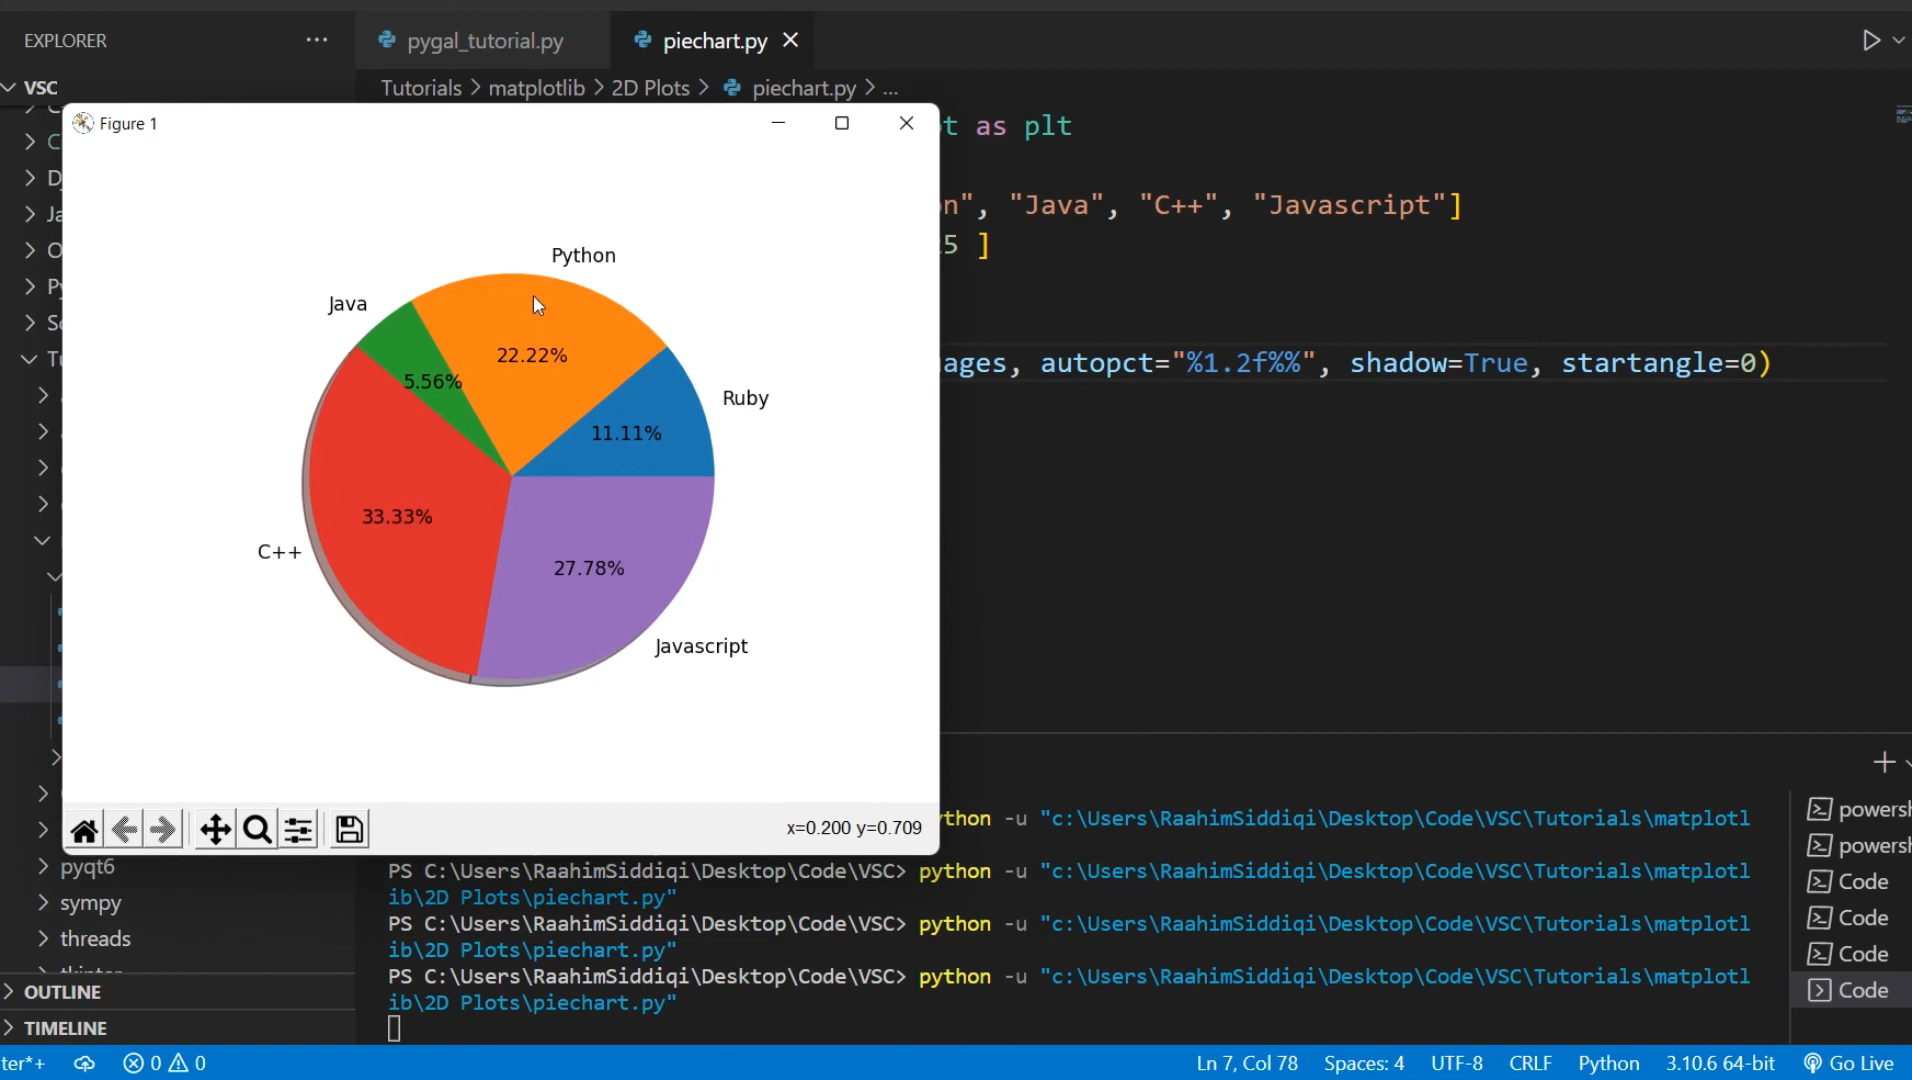 EXPLORER
pygal_tutorial.py
piechart.py
VSC
Tutorials > matplotlib > 2D Plots > piechart.py > ...
Figure 1
as plt
"Java", "C++", "Javascript"]
]
autopct="%1.2f%%", shadow=True, startangle=0)
Python
Java
22.22%
5.56%
Ruby
11.11%
33.33%
C++
27.78%
Javascript
x=0.200 y=0.709
-u "c:\Users\RaahimSiddiqi\Desktop\Code\VSC\Tutorials\matplotl
PS C:\Users\RaahimSiddiqi\Desktop\Code\VSC> python -u "c:\Users\RaahimSiddiqi\Desktop\Code\VSC\Tutorials\matplotl
ib\2D Plots\piechart.py"
PS C:\Users\RaahimSiddiqi\Desktop\Code\VSC> python -u "c:\Users\RaahimSiddiqi\Desktop\Code\VSC\Tutorials\matplotl
ib\2D Plots\piechart.py"
PS C:\Users\RaahimSiddiqi\Desktop\Code\VSC> python -u "c:\Users\RaahimSiddiqi\Desktop\Code\VSC\Tutorials\matplotl
ib\2D Plots\piechart.py"
powersh
powersh
Code
Code
Code
Code
pyqt6
sympy
threads
OUTLINE
TIMELINE
ter*+
0
0
Ln 7, Col 78
Spaces: 4
UTF-8
CRLF
Python
3.10.6 64-bit
Go Live